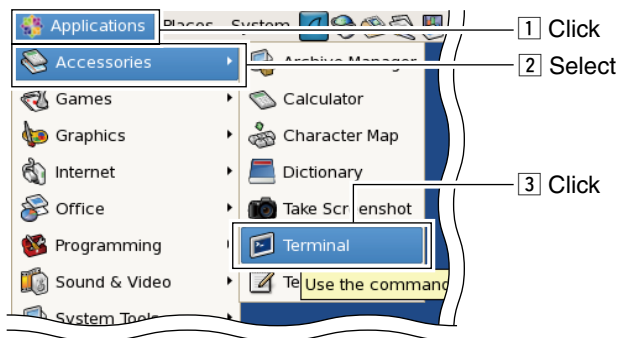 Applications Places System
1 Click
Accessories
2 Select
Archive Manager
Games
Calculator
Graphics
Character Map
Internet
Dictionary
3 Click
Office
Take Scr enshot
Programming
Terminal
Sound & Video
Te
Use the command
System Tools